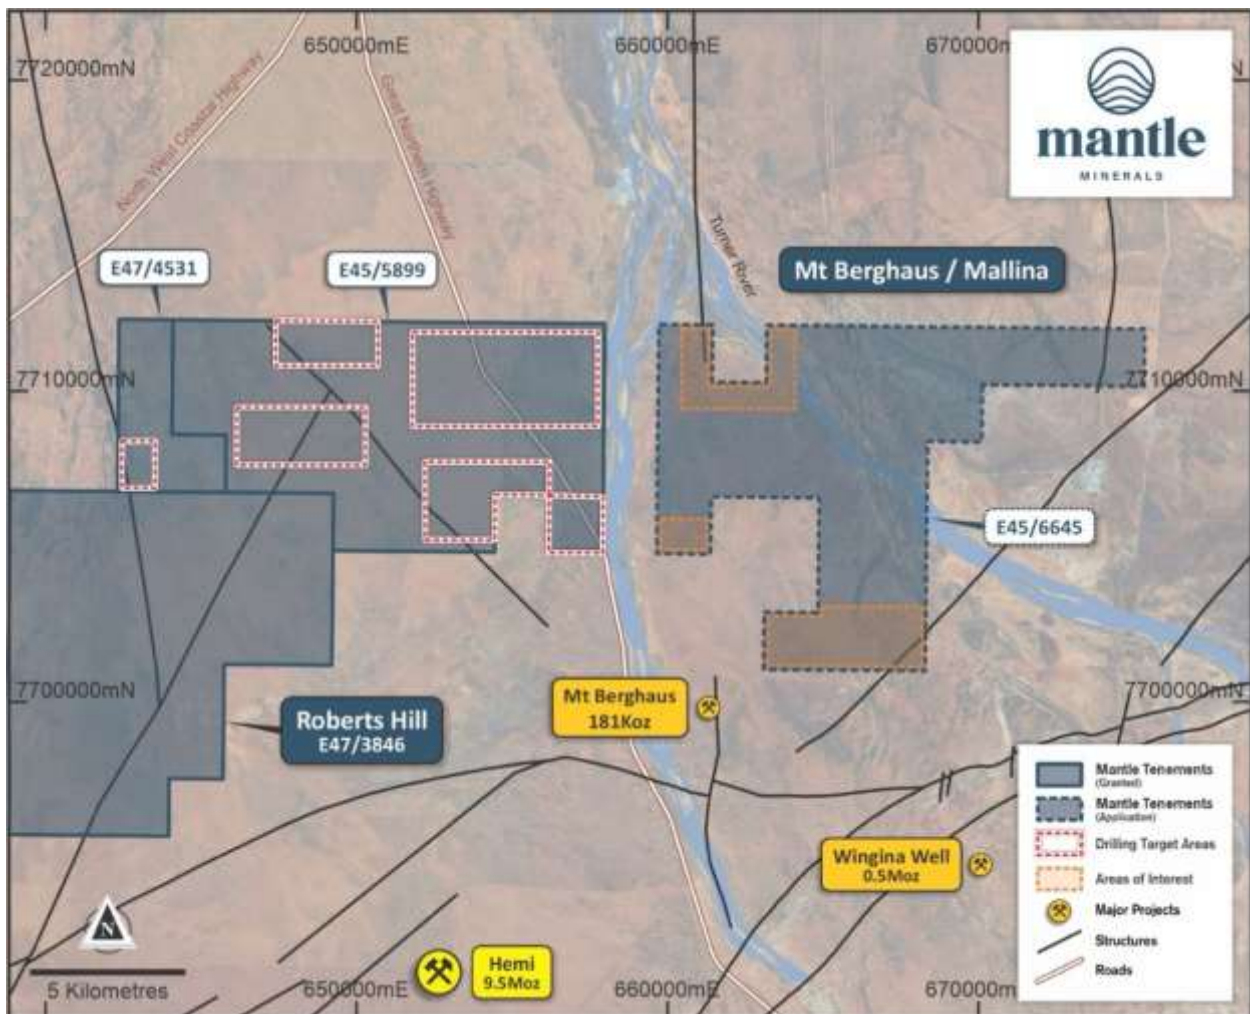 650000mE
660000mE
670000m
7720000mN
N
mantle
MINERALS
North West Coastal Highway
Great Northern Highway
Turner River
E47/4531
E45/5899
Mt Berghaus / Mallina
7710000mN
7710000mN
E45/6645
7700000mN
7700000mN
Mt Berghaus
181Koz
Roberts Hill
E47/3846
Wingina Well
0.5Moz
Hemi
9.5Moz
N
5 Kilometres
650000mE
660000mE
670000m
Mantle Tenements
(Granted)
Mantle Tenements
(Application)
Drilling Target Areas
Areas of Interest
Major Projects
Structures
Roads